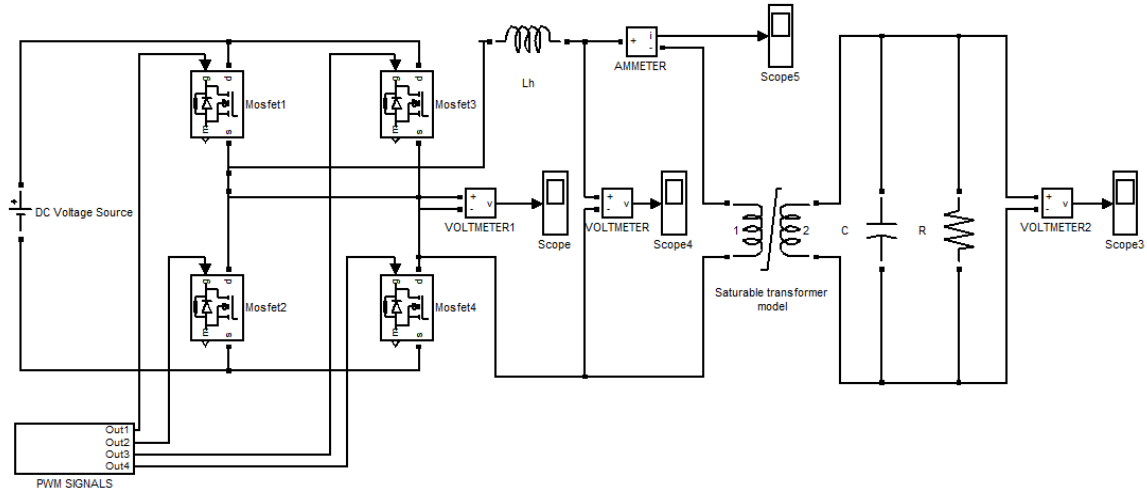 g
d
Mosfet1
m
s
g
d
Mosfet3
m
s
Lh
+
-
i
AMMETER
Scope5
+
DC Voltage Source
+
-
v
VOLTMETER1
Scope
+
-
v
VOLTMETER
Scope4
1
2
Saturable transformer
model
C
R
+
-
v
VOLTMETER2
Scope3
g
d
Mosfet2
m
s
g
d
Mosfet4
m
s
Out1
Out2
Out3
Out4
PWM SIGNALS